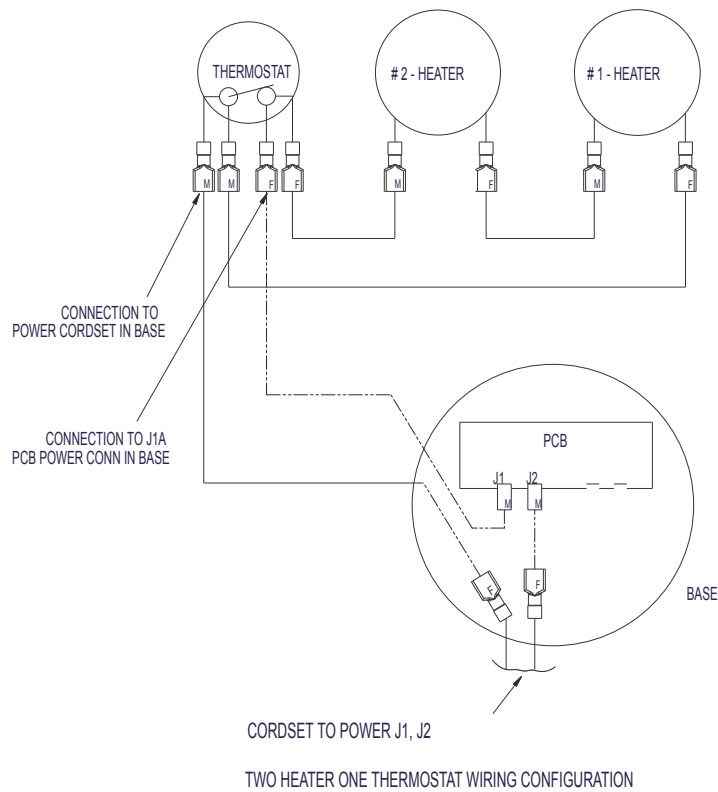 THERMOSTAT
# 2 - HEATER
# 1 - HEATER
M
M
F
F
M
F
M
F
CONNECTION TO
POWER CORDSET IN BASE
CONNECTION TO J1A
PCB POWER CONN IN BASE
PCB
J1
J2
M
M
F
F
BASE
CORDSET TO POWER J1, J2
TWO HEATER ONE THERMOSTAT WIRING CONFIGURATION